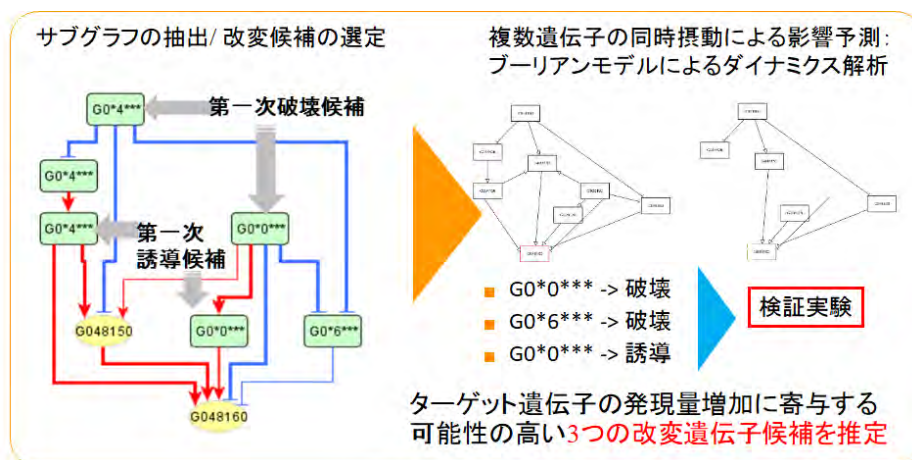 サブグラフの抽出/ 改変候補の選定
複数遺伝子の同時摂動による影響予測:
ブーリアンモデルによるダイナミクス解析
G0*4***
第一次破壊候補
G0*4***
G0*4***
第一次
誘導候補
G0*0***
G048150
G0*0***
G0*6***
G048160
■ G0*0*** -> 破壊
■ G0*6*** -> 破壊
■ G0*0*** -> 誘導
検証実験
ターゲット遺伝子の発現量増加に寄与する
可能性の高い3つの改変遺伝子候補を推定